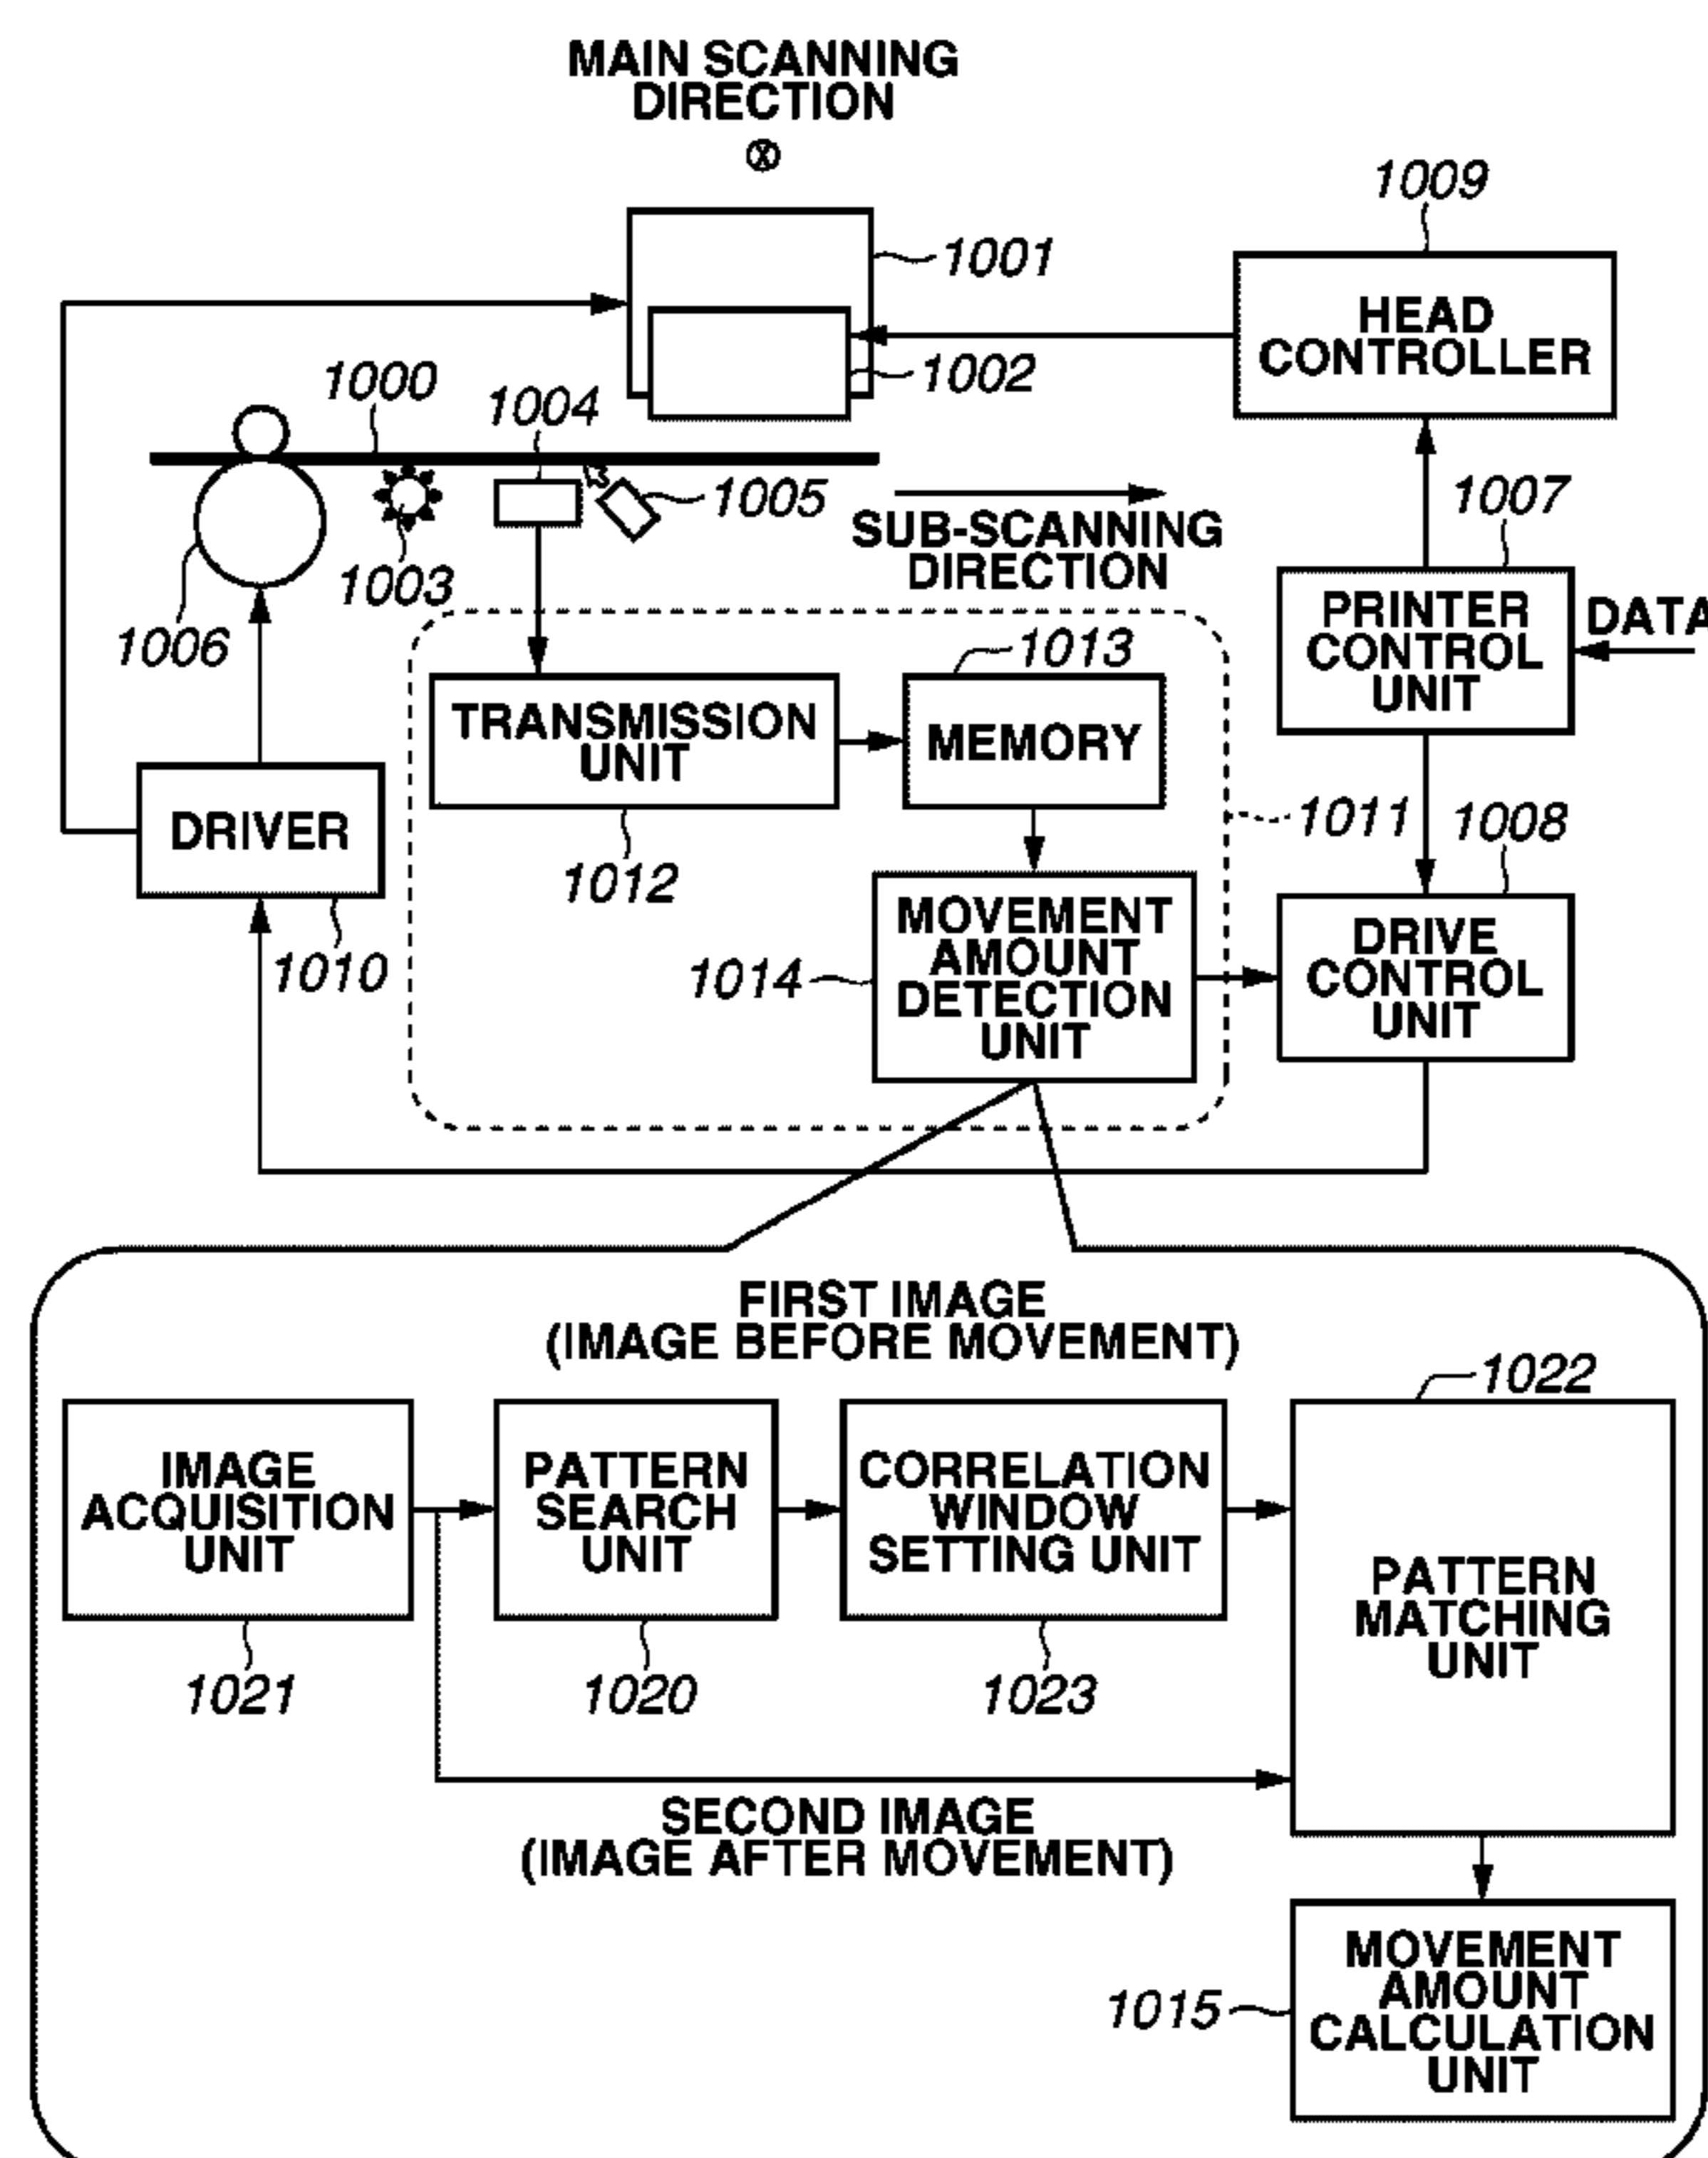 MAIN SCANNING
DIRECTION
1009
1001
HEAD
CONTROLLER
1002
1000
1004
1005
1007
SUB-SCANNING
DIRECTION
1003
1006
PRINTER
CONTROL
UNIT
DATA
1013
TRANSMISSION
UNIT
MEMORY
DRIVER
1011
1008
1012
MOVEMENT
AMOUNT
DETECTION
UNIT
1014
DRIVE
CONTROL
UNIT
1010
FIRST IMAGE
(IMAGE BEFORE MOVEMENT)
1022
IMAGE
ACQUISITION
UNIT
PATTERN
SEARCH
UNIT
CORRELATION
WINDOW
SETTING UNIT
PATTERN
MATCHING
UNIT
1021
1020
1023
SECOND IMAGE
(IMAGE AFTER MOVEMENT)
MOVEMENT
AMOUNT
CALCULATION
UNIT
1015